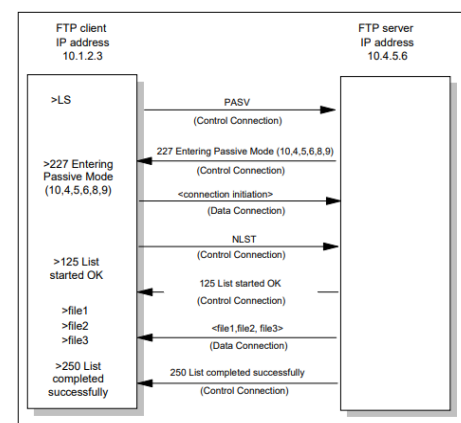 FTP client
IP address
10.1.2.3
FTP server
IP address
10.4.5.6
>LS
PASV
(Control Connection)
227 Entering Passive Mode (10,4,5,6,8,9)
(Control Connection)
>227 Entering
Passive Mode
(10,4,5,6,8,9)
<connection initiation>
(Data Connection)
NLST
(Control Connection)
>125 List
started OK
125 List started OK
(Control Connection)
>file1
>file2
>file3
<file1,file2, file3>
(Data Connection)
>250 List
completed
successfully
250 List completed successfully
(Control Connection)